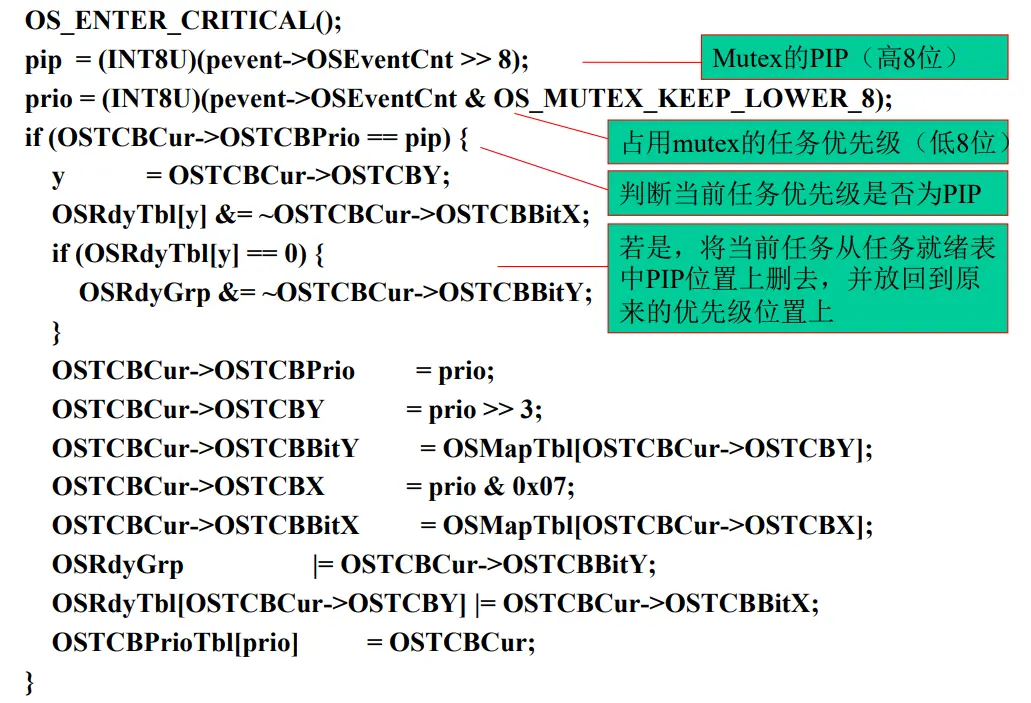 OS_ENTER_CRITICAL();
pip = (INT8U)(pevent->OSEventCnt >> 8);
Mutex的PIP（高8位）
prio = (INT8U)(pevent->OSEventCnt & OS_MUTEX_KEEP_LOWER_8);
占用mutex的任务优先级（低8位）
if (OSTCBCur->OSTCBPrio == pip) {
判断当前任务优先级是否为PIP
y = OSTCBCur->OSTCBY;
OSRdyTbl[y] &= ~OSTCBCur->OSTCBBitX;
if (OSRdyTbl[y] == 0) {
若是，将当前任务从任务就绪表
中PIP位置上删去，并放回到原
来的优先级位置上
OSRdyGrp &= ~OSTCBCur->OSTCBBitY;
}
OSTCBCur->OSTCBPrio = prio;
OSTCBCur->OSTCBY = prio >> 3;
OSTCBCur->OSTCBBitY = OSMapTbl[OSTCBCur->OSTCBY];
OSTCBCur->OSTCBX = prio & 0x07;
OSTCBCur->OSTCBBitX = OSMapTbl[OSTCBCur->OSTCBX];
OSRdyGrp |= OSTCBCur->OSTCBBitY;
OSRdyTbl[OSTCBCur->OSTCBY] |= OSTCBCur->OSTCBBitX;
OSTCBPrioTbl[prio] = OSTCBCur;
}